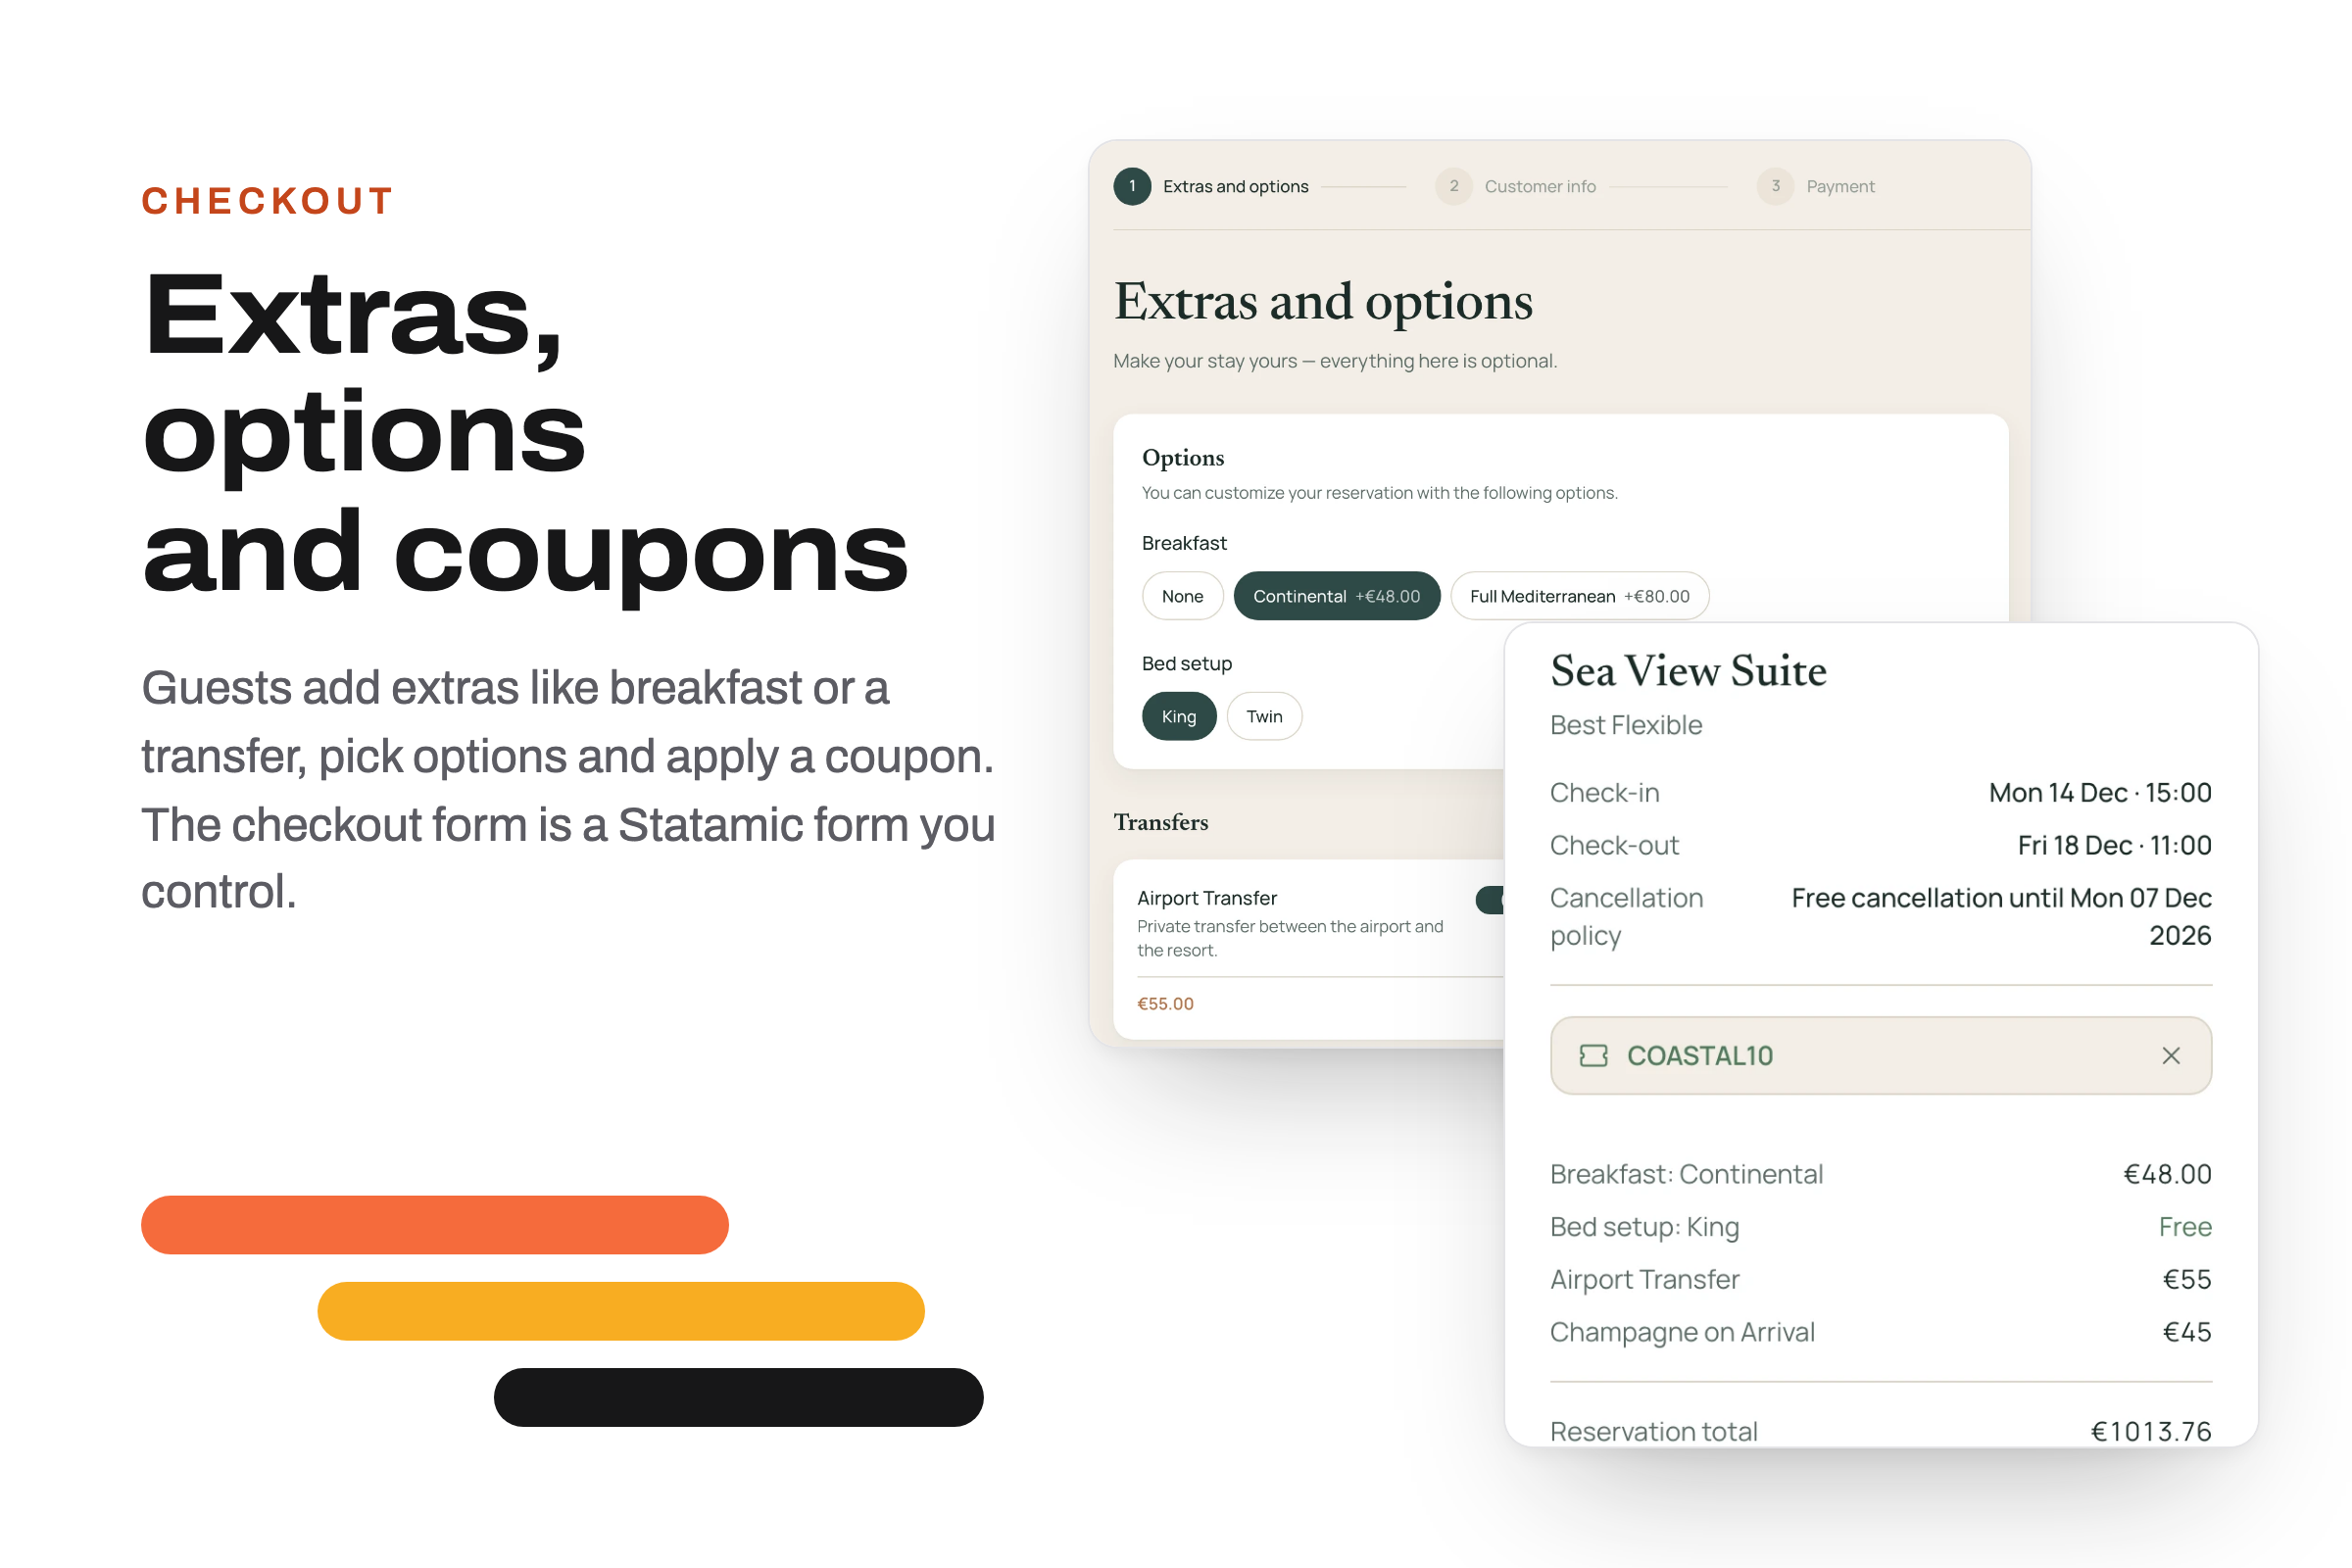 CHECKOUT
Extras,
options
and coupons
Guests add extras like breakfast or a
transfer, pick options and apply a coupon.
The checkout form is a Statamic form you
control.
1 Extras and options
2 Customer info
3 Payment
Extras and options
Make your stay yours — everything here is optional.
Options
You can customize your reservation with the following options.
Breakfast
None Continental +€48.00 Full Mediterranean +€80.00
Bed setup
King Twin
Transfers
Airport Transfer
Private transfer between the airport and
the resort.
€55.00
Sea View Suite
Best Flexible
Check-in Mon 14 Dec · 15:00
Check-out Fri 18 Dec · 11:00
Cancellation Free cancellation until Mon 07 Dec
policy 2026
COASTAL10
Breakfast: Continental €48.00
Bed setup: King Free
Airport Transfer €55
Champagne on Arrival €45
Reservation total €1013.76